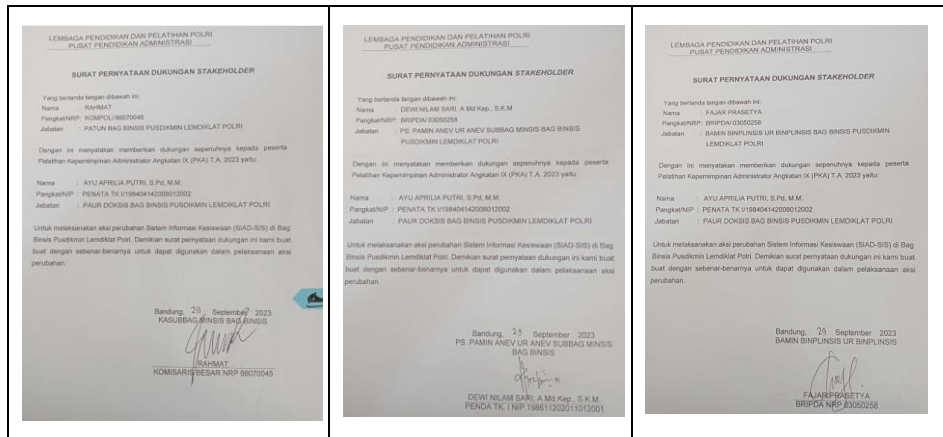 LEMBAGA PENDIDIKAN DAN PELATIHAN POLRI
PUSAT PENDIDIKAN ADMINISTRASI
SURAT PERNYATAAN DUKUNGAN STAKEHOLDER
Yang bertanda tangan dibawah ini:
Nama : RAHMAT
Pangkat/NRP: KOMPOL/66070045
Jabatan : PATUN BAG BINSIS PUSDIKMIN LEMDIKLAT POLRI
Dengan ini menyatakan memberikan dukungan sepenuhnya kepada peserta
Pelatihan Kepemimpinan Administrator Angkatan IX (PKA) T.A. 2023 yaitu:
Nama : AYU APRILIA PUTRI, S.Pd, M.M.
Pangkat/NIP : PENATA TK I/198404142008012002
Jabatan : PAUR DOKSIS BAG BINSIS PUSDIKMIN LEMDIKLAT POLRI
Untuk melaksanakan aksi perubahan Sistem Informasi Kesiswaan (SIAD-SIS) di Bag
Binsis Pusdikmin Lemdiklat Polri. Demikian surat pernyataan dukungan ini kami buat
buat dengan sebenar-benarnya untuk dapat digunakan dalam pelaksanaan aksi
perubahan.
Bandung, 29 September 2023
KASUBBAG MINSIS BAG BINSIS
RAHMAT
KOMISARIS BESAR NRP 66070045
LEMBAGA PENDIDIKAN DAN PELATIHAN POLRI
PUSAT PENDIDIKAN ADMINISTRASI
SURAT PERNYATAAN DUKUNGAN STAKEHOLDER
Yang bertanda tangan dibawah ini:
Nama : DEWI NILAM SARI, A.Md.Kep., S.K.M
Pangkat/NRP: BRIPDA/ 03050258
Jabatan : PS. PAMIN ANEV UR ANEV SUBBAG MINSIS BAG BINSIS
PUSDIKMIN LEMDIKLAT POLRI
Dengan ini menyatakan memberikan dukungan sepenuhnya kepada peserta
Pelatihan Kepemimpinan Administrator Angkatan IX (PKA) T.A. 2023 yaitu:
Nama : AYU APRILIA PUTRI, S.Pd, M.M.
Pangkat/NIP : PENATA TK I/198404142008012002
Jabatan : PAUR DOKSIS BAG BINSIS PUSDIKMIN LEMDIKLAT POLRI
Untuk melaksanakan aksi perubahan Sistem Informasi Kesiswaan (SIAD-SIS) di Bag
Binsis Pusdikmin Lemdiklat Polri. Demikian surat pernyataan dukungan ini kami buat
buat dengan sebenar-benarnya untuk dapat digunakan dalam pelaksanaan aksi
perubahan.
Bandung, 29 September 2023
PS. PAMIN ANEV UR ANEV SUBBAG MINSIS
BAG BINSIS
DEWI NILAM SARI, A.Md.Kep., S.K.M
PENDA TK. I NIP 198611202011012001
LEMBAGA PENDIDIKAN DAN PELATIHAN POLRI
PUSAT PENDIDIKAN ADMINISTRASI
SURAT PERNYATAAN DUKUNGAN STAKEHOLDER
Yang bertanda tangan dibawah ini:
Nama : FAJAR PRASETYA
Pangkat/NRP: BRIPDA/ 03050258
Jabatan : BAMIN BINPLINSIS UR BINPLINSIS BAG BINSIS PUSDIKMIN
LEMDIKLAT POLRI
Dengan ini menyatakan memberikan dukungan sepenuhnya kepada peserta
Pelatihan Kepemimpinan Administrator Angkatan IX (PKA) T.A. 2023 yaitu:
Nama : AYU APRILIA PUTRI, S.Pd, M.M.
Pangkat/NIP : PENATA TK I/198404142008012002
Jabatan : PAUR DOKSIS BAG BINSIS PUSDIKMIN LEMDIKLAT POLRI
Untuk melaksanakan aksi perubahan Sistem Informasi Kesiswaan (SIAD-SIS) di Bag
Binsis Pusdikmin Lemdiklat Polri. Demikian surat pernyataan dukungan ini kami buat
buat dengan sebenar-benarnya untuk dapat digunakan dalam pelaksanaan aksi
perubahan.
Bandung, 29 September 2023
BAMIN BINPLINSIS UR BINPLINSIS
FAJAR PRASETYA
BRIPDA NRP 03050258